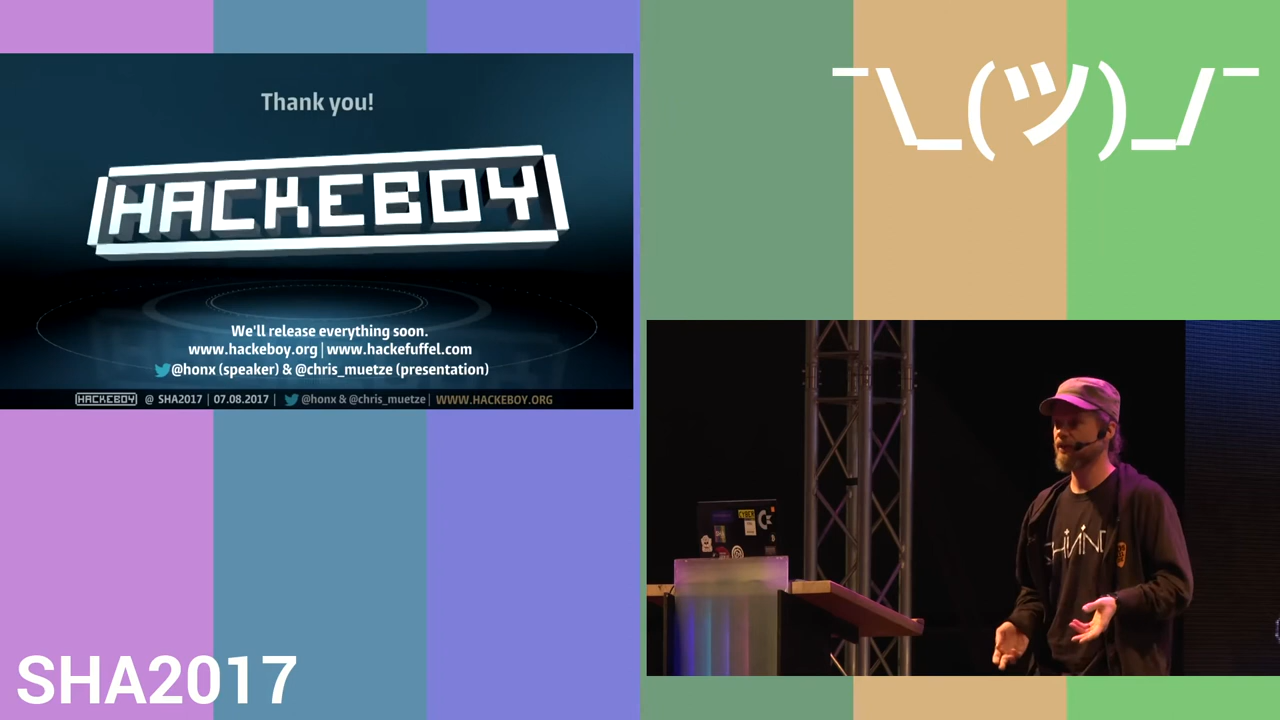 Thank you!
HACKEBOY
We'll release everything soon.
www.hackeboy.org | www.hackefuffel.com
@honx (speaker) & @chris_muetze (presentation)
HACKEBOY @ SHA2017 | 07.08.2017 | @honx & @chris_muetze | WWW.HACKEBOY.ORG
¯\_(ツ)_/¯
CYBER
SHA2017